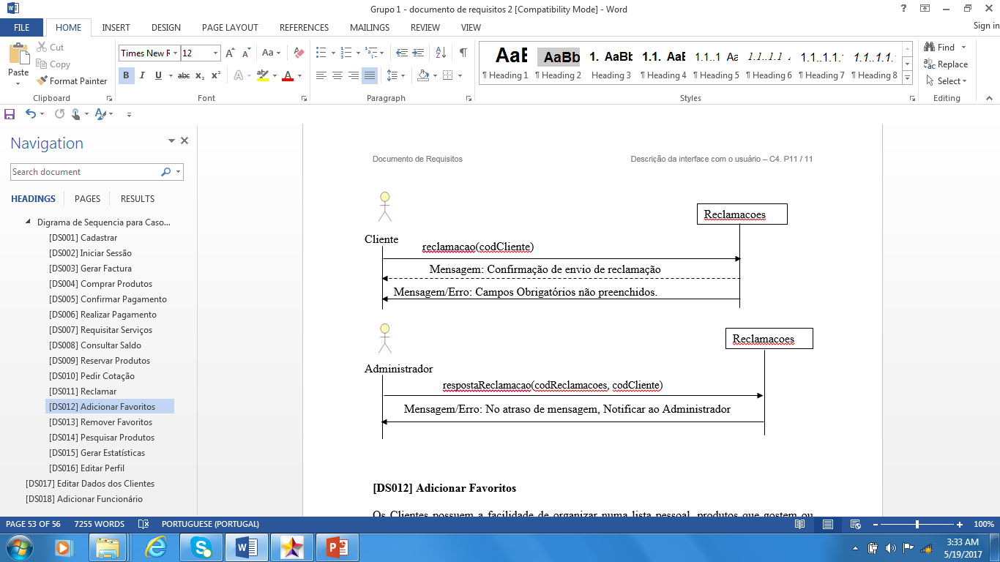 Grupo 1 - documento de requisitos 2 [Compatibility Mode] - Word
FILE HOME INSERT DESIGN PAGE LAYOUT REFERENCES MAILINGS REVIEW VIEW Sign in
Paste
Cut
Copy
Format Painter
Clipboard
Times New R 12
B I U abc x₂ x²
Font
Paragraph
AaB AaBb 1. AaBb 1.1. AaB 1.1..1 Aa 1.1..1.1 A 1.1..1.1. 1.1..1.1.
¶ Heading 1 ¶ Heading 2 Heading 3 ¶ Heading 4 ¶ Heading 5 ¶ Heading 6 ¶ Heading 7 ¶ Heading 8
Styles
Find
Replace
Select
Editing
Navigation
Search document
HEADINGS PAGES RESULTS
Digrama de Sequencia para Caso...
[DS001] Cadastrar
[DS002] Iniciar Sessão
[DS003] Gerar Factura
[DS004] Comprar Produtos
[DS005] Confirmar Pagamento
[DS006] Realizar Pagamento
[DS007] Requisitar Serviços
[DS008] Consultar Saldo
[DS009] Reservar Produtos
[DS010] Pedir Cotação
[DS011] Reclamar
[DS012] Adicionar Favoritos
[DS013] Remover Favoritos
[DS014] Pesquisar Produtos
[DS015] Gerar Estatísticas
[DS016] Editar Perfil
[DS017] Editar Dados dos Clientes
[DS018] Adicionar Funcionário
Documento de Requisitos Descrição da interface com o usuário – C4. P11 / 11
Reclamacoes
Cliente
reclamacao(codCliente)
Mensagem: Confirmação de envio de reclamação
Mensagem/Erro: Campos Obrigatórios não preenchidos.
Reclamacoes
Administrador
respostaReclamacao(codReclamacoes, codCliente)
Mensagem/Erro: No atraso de mensagem, Notificar ao Administrador
[DS012] Adicionar Favoritos
Os Clientes possuem a facilidade de organizar numa lista pessoal, produtos que gostem ou
PAGE 53 OF 56 7255 WORDS PORTUGUESE (PORTUGAL) 100%
3:33 AM
5/19/2017